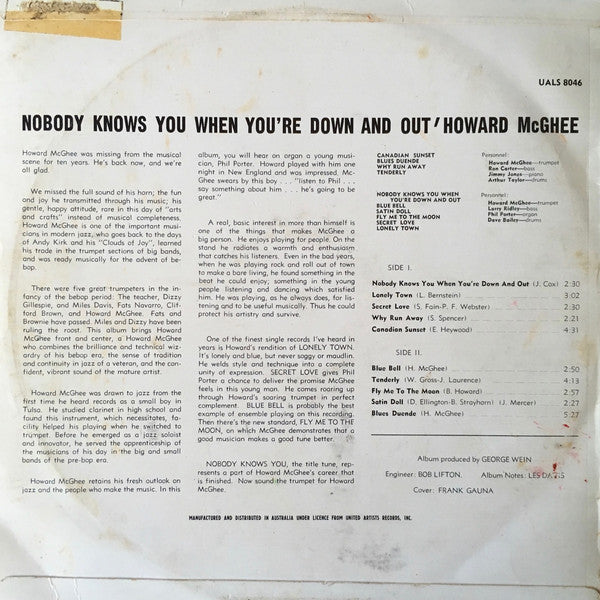 UALS 8046
NOBODY KNOWS YOU WHEN YOU'RE DOWN AND OUT/HOWARD McGHEE
Howard McGhee was missing from the musical
scene for ten years. He's back now, and we're
all glad.
We missed the full sound of his horn; the fun
and joy he transmitted through his music; his
gentle, happy attitude, rare in this day of "arts
and crafts" instead of musical completeness.
Howard McGhee is one of the important musi-
cians in modern jazz, who goes back to the days
of Andy Kirk and his "Clouds of Joy", learned
his trade in the trumpet sections of big bands,
and was ready musically for the advent of be-
bop.
There were five great trumpeters in the in-
fancy of the bebop period: The teacher, Dizzy
Gillespie, and Miles Davis, Fats Navarro, Clif-
ford Brown, and Howard McGhee. Fats and
Brownie have passed. Miles and Dizzy have been
ruling the roost. This album brings Howard
McGhee front and center, a Howard McGhee
who combines the brilliance and technical wiz-
ardry of his bebop era, the sense of tradition
and continuity in jazz of a veteran, and the con-
fident, vibrant sound of the mature artist.
Howard McGhee was drawn to jazz from the
first time he heard records as a small boy in
Tulsa. He studied clarinet in high school and
found this instrument, which necessitates, fa-
cility helped his playing when he switched to
trumpet. Before he emerged as a jazz soloist
and innovator, he served the apprenticeship of
the musicians of his day in the big and small
bands of the pre-bop era.
Howard McGhee retains his fresh outlook on
jazz and the people who make the music. In this
album, you will hear on organ a young musi-
cian, Phil Porter. Howard played with him one
night in New England and was impressed. Mc-
Ghee swears by this boy . . . "listen to Phil . . .
say something about him . . . he's going to be
great."
A real, basic interest in more than himself is
one of the things that makes McGhee a
big person. He enjoys playing for people. On the
stand he radiates a warmth and enthusiasm
that catches his listeners. Even in the bad years,
when he was playing rock and roll out of town
to make a bare living, he found something in the
beat he could enjoy; something in the young
people listening and dancing which satisfied
him. He was playing, as he always does, for lis-
tening and to be useful musically. Thus he could
protect his artistry and survive.
One of the finest single records I've heard in
years is Howard's rendition of LONELY TOWN.
It's lonely and blue, but never soggy or maudlin.
He welds style and technique into a complete
unity of expression. SECRET LOVE gives Phil
Porter a chance to deliver the promise McGhee
feels in this young man. He comes roaring up
through Howard's soaring trumpet in perfect
complement. BLUE BELL is probably the best
example of ensemble playing on this recording.
Then there's the new standard, FLY ME TO THE
MOON, on which McGhee demonstrates that a
good musician makes a good tune better.
NOBODY KNOWS YOU, the title tune, rep-
resents a part of Howard McGhee's career that
is finished. Now sound the trumpet for Howard
McGhee.
CANADIAN SUNSET
BLUES DUENDE
WHY RUN AWAY
TENDERLY
Personnel:
Howard McGhee—trumpet
Ron Carter—bass
Jimmy Jones—piano
Arthur Taylor—drums
NOBODY KNOWS YOU WHEN
YOU'RE DOWN AND OUT
BLUE BELL
SATIN DOLL
FLY ME TO THE MOON
SECRET LOVE
LONELY TOWN
Personnel:
Howard McGhee—trumpet
Larry Ridley—bass
Phil Porter—organ
Dave Bailey—drums
SIDE I.
Nobody Knows You When You're Down And Out (J. Cox) 2:30
Lonely Town (L. Bernstein) 3:02
Secret Love (S. Fain-P. F. Webster) 2:30
Why Run Away (S. Spencer) 2:21
Canadian Sunset (E. Heywood) 4:31
SIDE II.
Blue Bell (H. McGhee) 2:50
Tenderly (W. Gross-J. Laurence) 4:13
Fly Me To The Moon (B. Howard) 2:57
Satin Doll (D. Ellington-B. Strayhorn) (J. Mercer) 2:27
Blues Duende (H. McGhee) 5:27
Album produced by GEORGE WEIN
Engineer: BOB LIFTON. Album Notes: LES DAVIS
Cover: FRANK GAUNA
MANUFACTURED AND DISTRIBUTED IN AUSTRALIA UNDER LICENCE FROM UNITED ARTISTS RECORDS, INC.